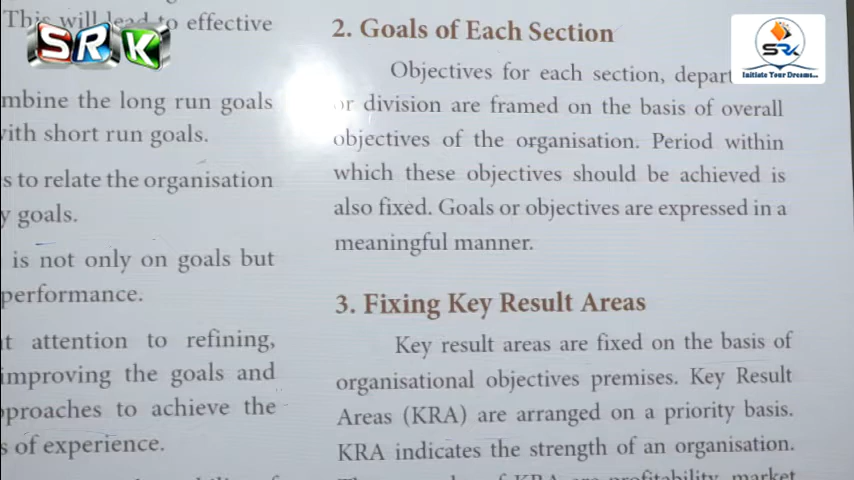 This will lead to effective
mbine the long run goals
with short run goals.
s to relate the organisation
y goals.
is not only on goals but
performance.
t attention to refining,
improving the goals and
pproaches to achieve the
s of experience.
2. Goals of Each Section
Objectives for each section, depart
or division are framed on the basis of overall
objectives of the organisation. Period within
which these objectives should be achieved is
also fixed. Goals or objectives are expressed in a
meaningful manner.
3. Fixing Key Result Areas
Key result areas are fixed on the basis of
organisational objectives premises. Key Result
Areas (KRA) are arranged on a priority basis.
KRA indicates the strength of an organisation.
of KRA are profitability, market
SRK
SRK
Initiate Your Dreams...